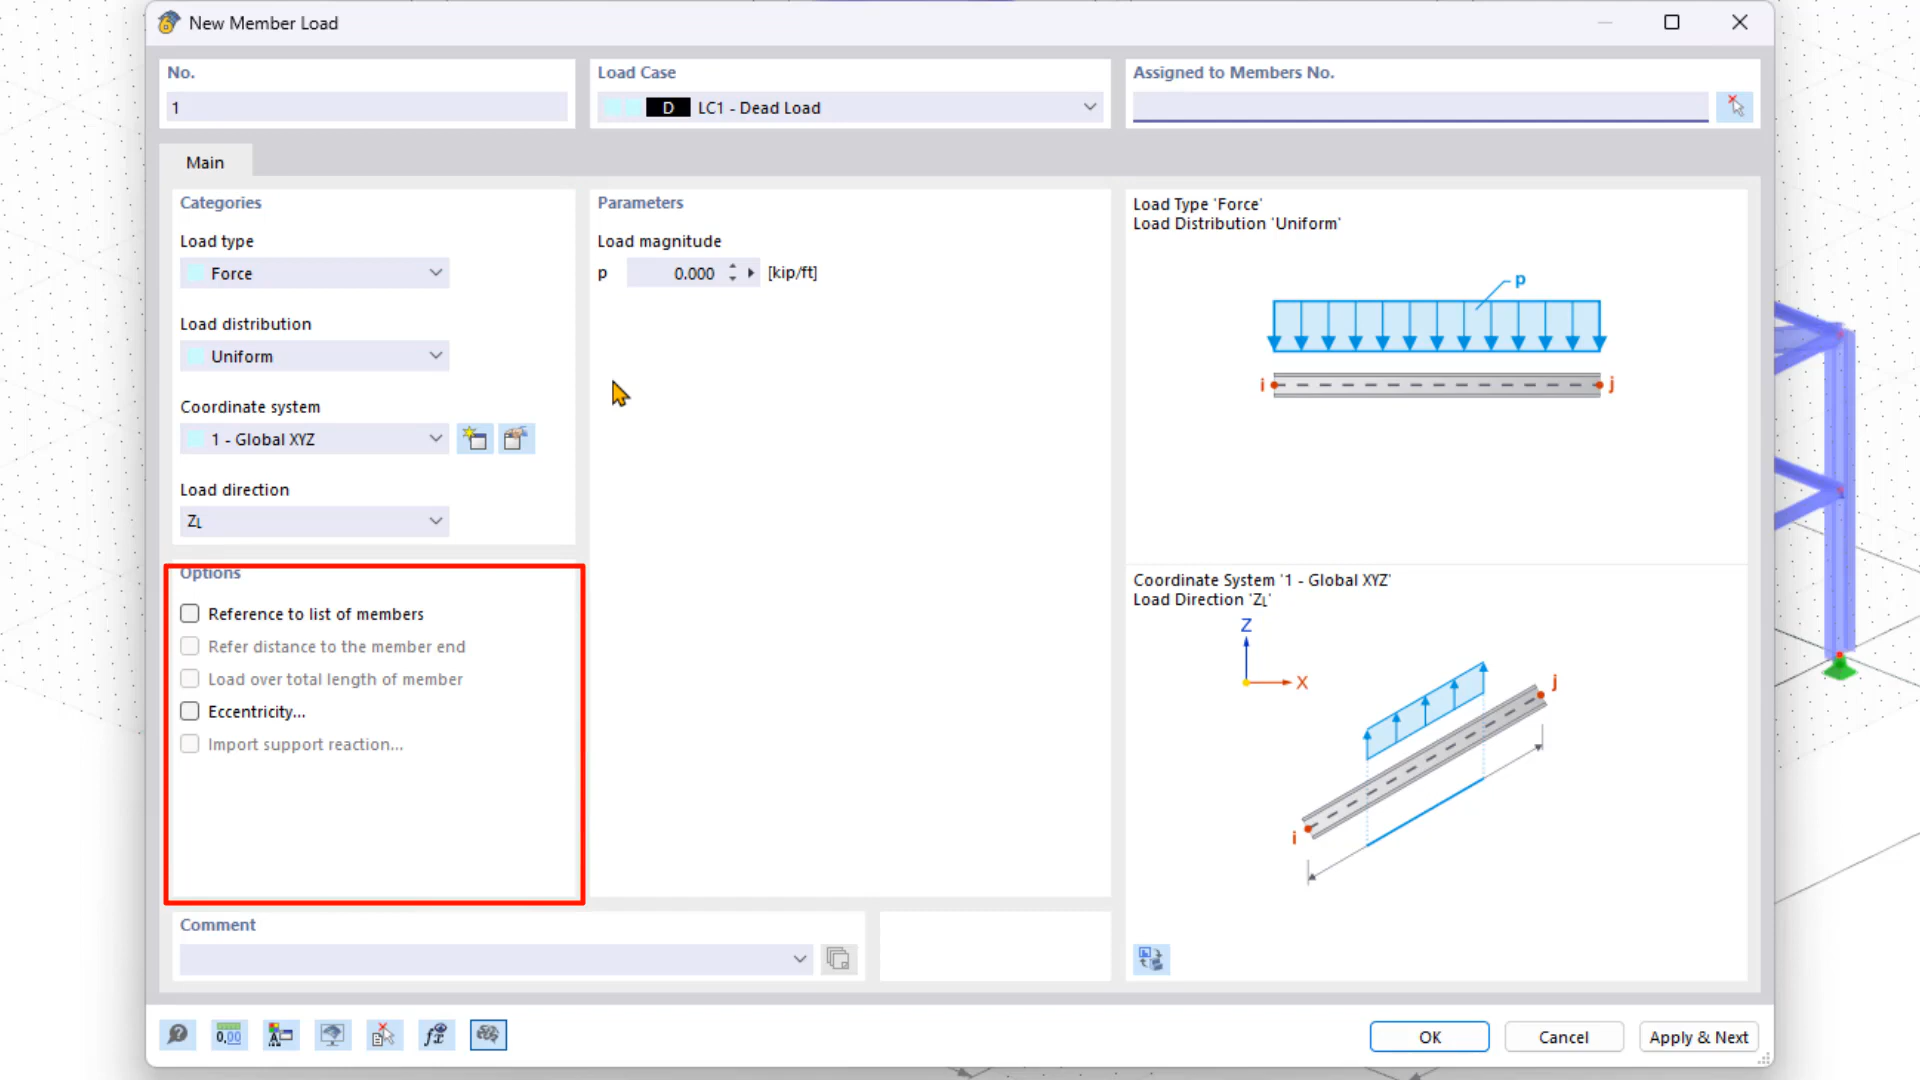 New Member Load
No.
1
Load Case
D LC1 - Dead Load
Assigned to Members No.
Main
Categories
Load type
Force
Load distribution
Uniform
Coordinate system
1 - Global XYZ
Load direction
ZL
Options
Reference to list of members
Refer distance to the member end
Load over total length of member
Eccentricity...
Import support reaction...
Parameters
Load magnitude
p 0.000 [kip/ft]
Load Type 'Force'
Load Distribution 'Uniform'
p
i j
Coordinate System '1 - Global XYZ'
Load Direction 'ZL'
Z
X
j
i
Comment
0,00
A
fx
OK Cancel Apply & Next